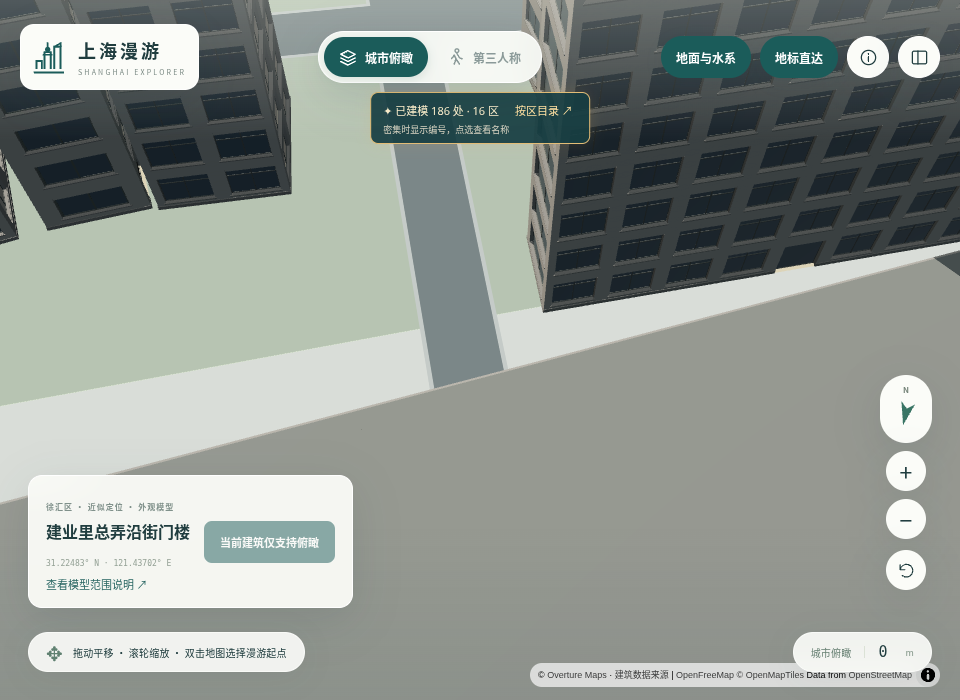 上海漫游
SHANGHAI EXPLORER
城市俯瞰
第三人称
地面与水系
地标直达
✦ 已建模 186 处 · 16 区 按区目录 ↗
密集时显示编号，点选查看名称
N
+
−
徐汇区 · 近似定位 · 外观模型
建业里总弄沿街门楼
当前建筑仅支持俯瞰
31.22483° N · 121.43702° E
查看模型范围说明 ↗
拖动平移 · 滚轮缩放 · 双击地图选择漫游起点
城市俯瞰 0 m
© Overture Maps · 建筑数据来源 | OpenFreeMap © OpenMapTiles Data from OpenStreetMap